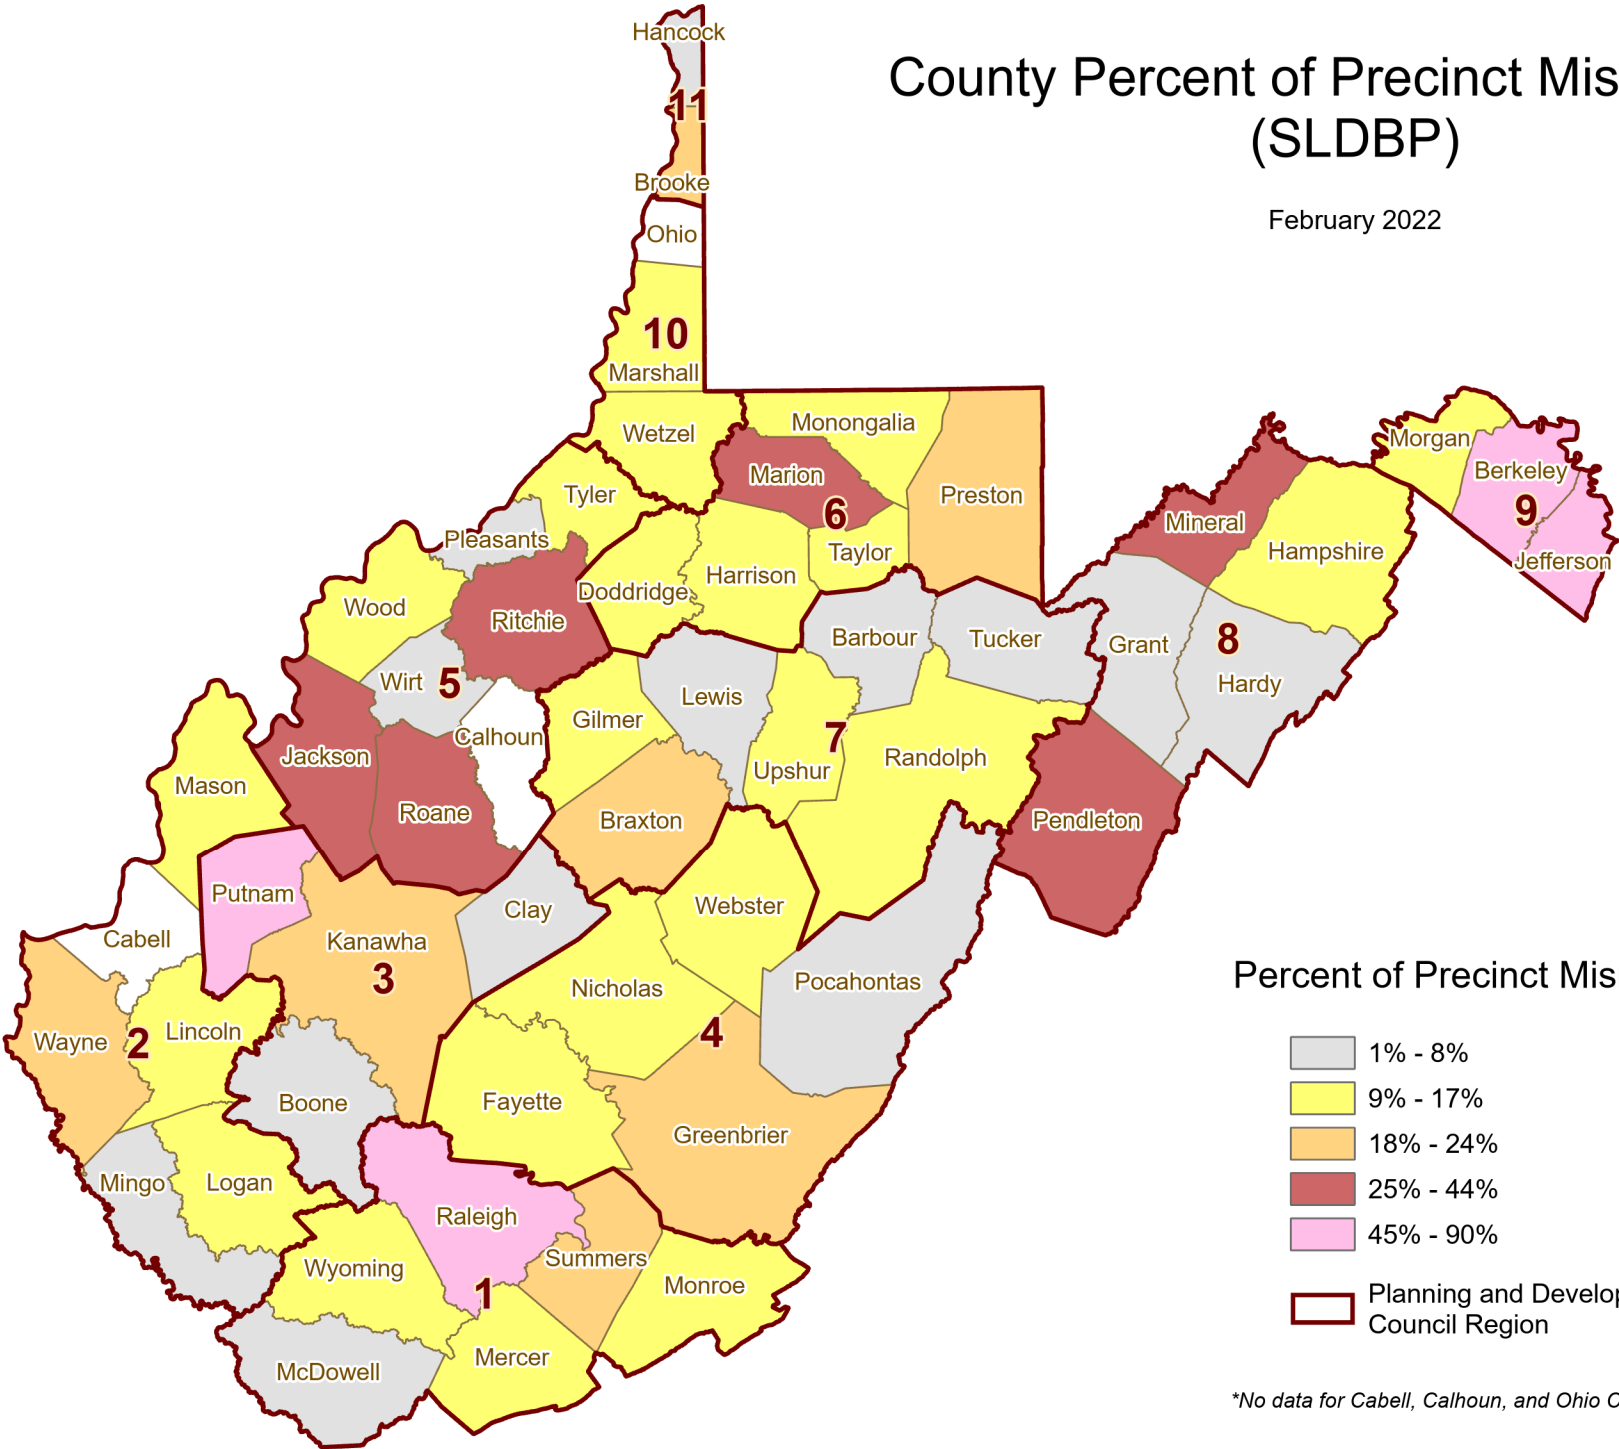 County Percent of Precinct Mis
(SLDBP)
February 2022
Hancock
11
Brooke
Ohio
10
Marshall
Wetzel
Monongalia
Marion
6
Preston
Tyler
Pleasants
Taylor
Harrison
Doddridge
Wood
Ritchie
Wirt
5
Calhoun
Jackson
Roane
Mason
Morgan
Berkeley
9
Jefferson
Mineral
Hampshire
Grant
8
Hardy
Pendleton
Barbour
Tucker
Lewis
Gilmer
7
Upshur
Randolph
Braxton
Webster
Putnam
Clay
Kanawha
3
Cabell
Nicholas
Pocahontas
Wayne
2
Lincoln
4
Boone
Fayette
Greenbrier
Mingo
Logan
Raleigh
Wyoming
1
Summers
Monroe
McDowell
Mercer
Percent of Precinct Mis
1% - 8%
9% - 17%
18% - 24%
25% - 44%
45% - 90%
Planning and Develop
Council Region
*No data for Cabell, Calhoun, and Ohio C